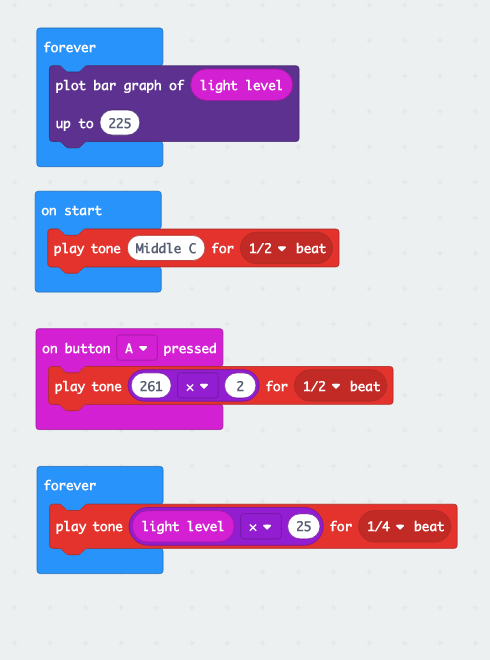 forever
plot bar graph of light level
up to 225
on start
play tone Middle C for 1/2 beat
on button A pressed
play tone 261 × 2 for 1/2 beat
forever
play tone light level × 25 for 1/4 beat